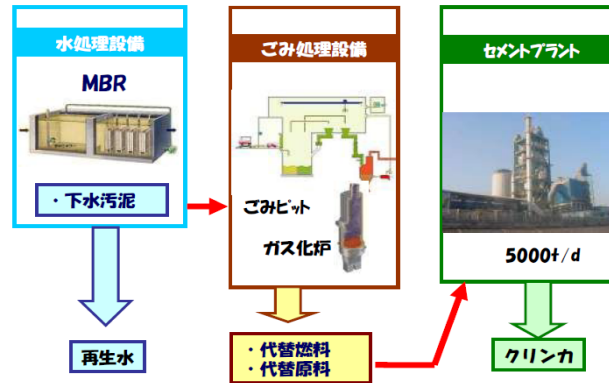 水処理設備
MBR
・下水汚泥
再生水
ごみ処理設備
ごみピット
ガス化炉
・代替燃料
・代替原料
セメントプラント
5000t/d
クリンカ